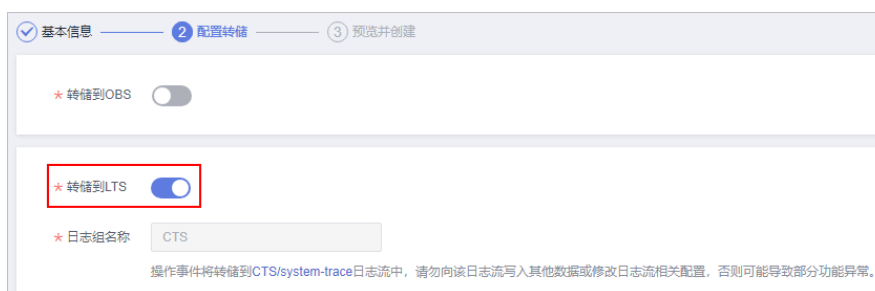 基本信息 2 配置转储 3 预览并创建
* 转储到OBS
* 转储到LTS
* 日志组名称 CTS
操作事件将转储到CTS/system-trace日志流中，请勿向该日志流写入其他数据或修改日志流相关配置，否则可能导致部分功能异常。